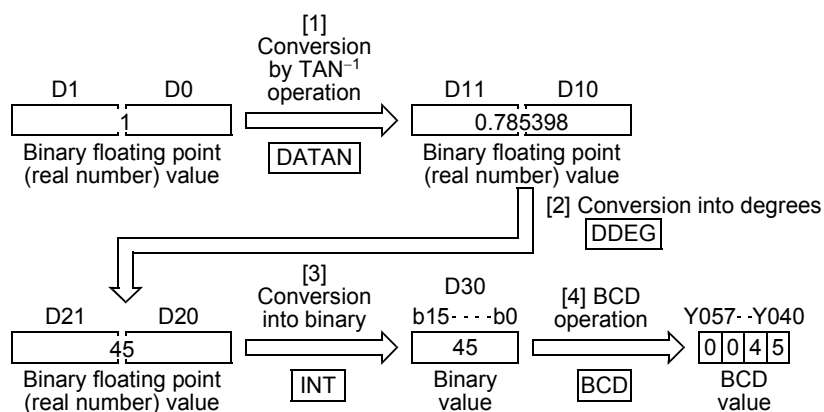 [1]
Conversion
by TAN⁻¹
operation
D1 D0
D11 D10
1
0.785398
DATAN
Binary floating point
(real number) value
Binary floating point
(real number) value
[2] Conversion into degrees
DDEG
[3]
Conversion
into binary
D30
[4] BCD
operation
D21 D20
b15----b0
Y057--Y040
45
45
0 0 4 5
INT
BCD
Binary floating point
(real number) value
Binary
value
BCD
value